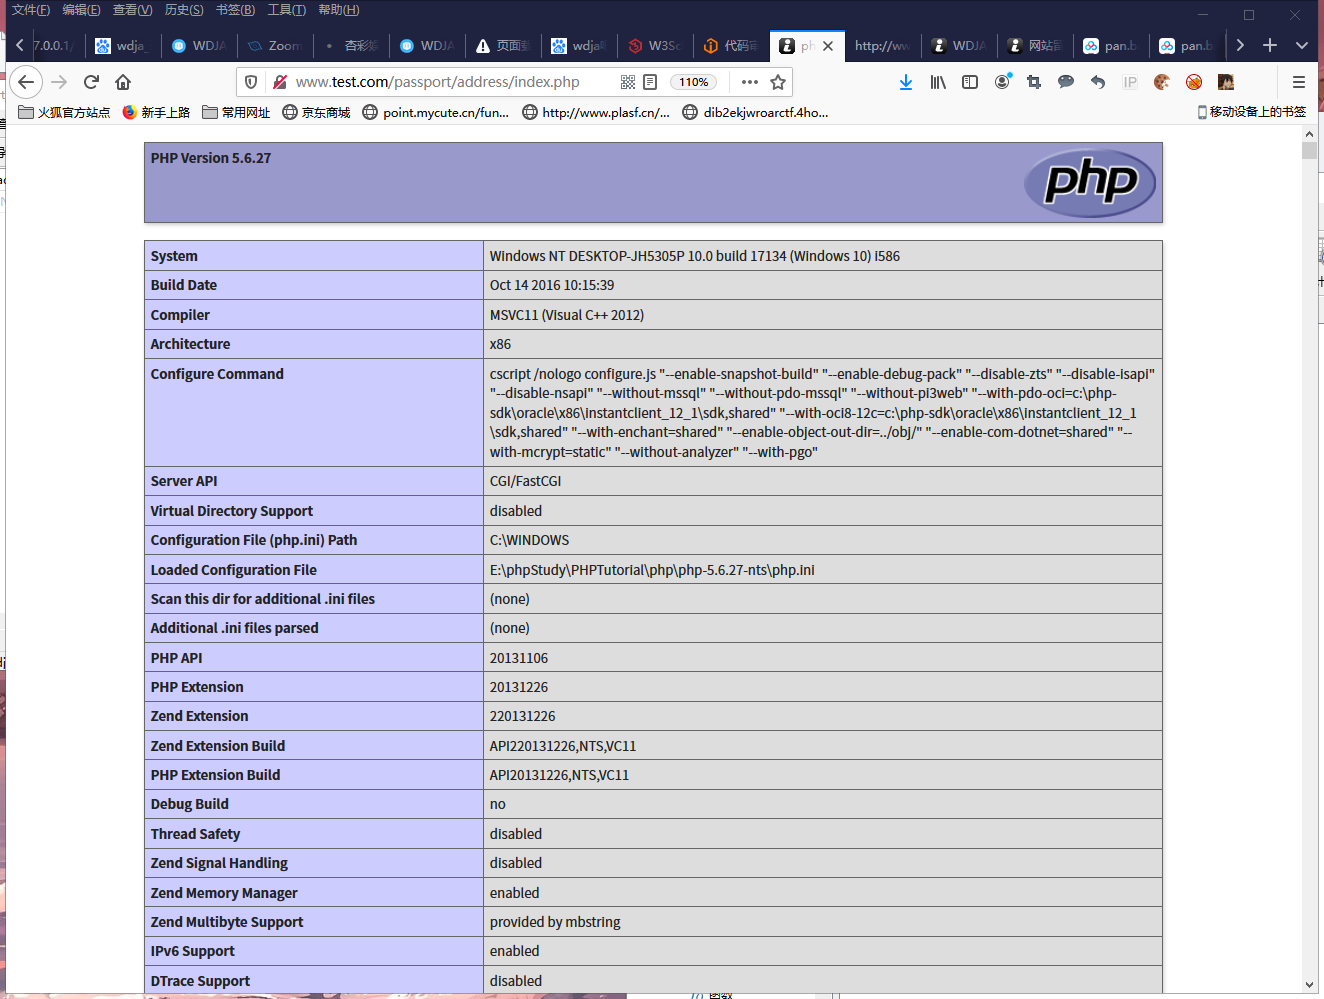 文件(F) 编辑(E) 查看(V) 历史(S) 书签(B) 工具(T) 帮助(H)
7.0.0.1/ wdja_ WDJA Zoom 杏彩娱 WDJA 页面 wdja W3Sc 代码审 ph http://ww WDJA 网站 pan.b pan.b
www.test.com/passport/address/index.php 110% IP
火狐官方站点 新手上路 常用网址 京东商城 point.mycute.cn/fun... http://www.plasf.cn/... dib2ekjwroarctf.4ho... 移动设备上的书签
PHP Version 5.6.27
php
System Windows NT DESKTOP-JH5305P 10.0 build 17134 (Windows 10) i586
Build Date Oct 14 2016 10:15:39
Compiler MSVC11 (Visual C++ 2012)
Architecture x86
Configure Command cscript /nologo configure.js "--enable-snapshot-build" "--enable-debug-pack" "--disable-zts" "--disable-isapi"
"--disable-nsapi" "--without-mssql" "--without-pdo-mssql" "--without-pi3web" "--with-pdo-oci=c:\php-
sdk\oracle\x86\instantclient_12_1\sdk,shared" "--with-oci8-12c=c:\php-sdk\oracle\x86\instantclient_12_1
\sdk,shared" "--with-enchant=shared" "--enable-object-out-dir=../obj/" "--enable-com-dotnet=shared" "--
with-mcrypt=static" "--without-analyzer" "--with-pgo"
Server API CGI/FastCGI
Virtual Directory Support disabled
Configuration File (php.ini) Path C:\WINDOWS
Loaded Configuration File E:\phpStudy\PHPTutorial\php\php-5.6.27-nts\php.ini
Scan this dir for additional .ini files (none)
Additional .ini files parsed (none)
PHP API 20131106
PHP Extension 20131226
Zend Extension 220131226
Zend Extension Build API220131226,NTS,VC11
PHP Extension Build API20131226,NTS,VC11
Debug Build no
Thread Safety disabled
Zend Signal Handling disabled
Zend Memory Manager enabled
Zend Multibyte Support provided by mbstring
IPv6 Support enabled
DTrace Support disabled